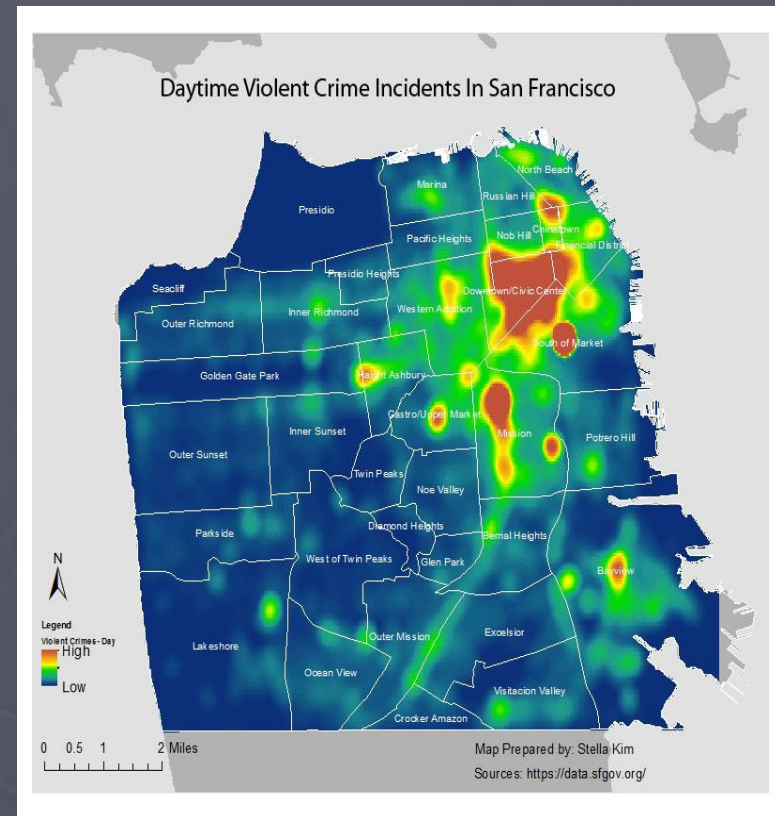 Daytime Violent Crime Incidents In San Francisco
North Beach
Marina
Russian Hill
Presidio
Chinatown
Nob Hill
Financial District
Pacific Heights
Presidio Heights
Seacliff
Downtown/Civic Center
Western Addition
Inner Richmond
Outer Richmond
South of Market
Golden Gate Park
Haight Ashbury
Castro/Upper Market
Inner Sunset
Mission
Potrero Hill
Outer Sunset
Twin Peaks
Noe Valley
Diamond Heights
Parkside
Bernal Heights
West of Twin Peaks
Glen Park
Bayview
N
Legend
Violent Crimes - Day
High
Low
Outer Mission
Excelsior
Lakeshore
Ocean View
Visitacion Valley
Crocker Amazon
0 0.5 1 2 Miles
Map Prepared by: Stella Kim
Sources: https://data.sfgov.org/